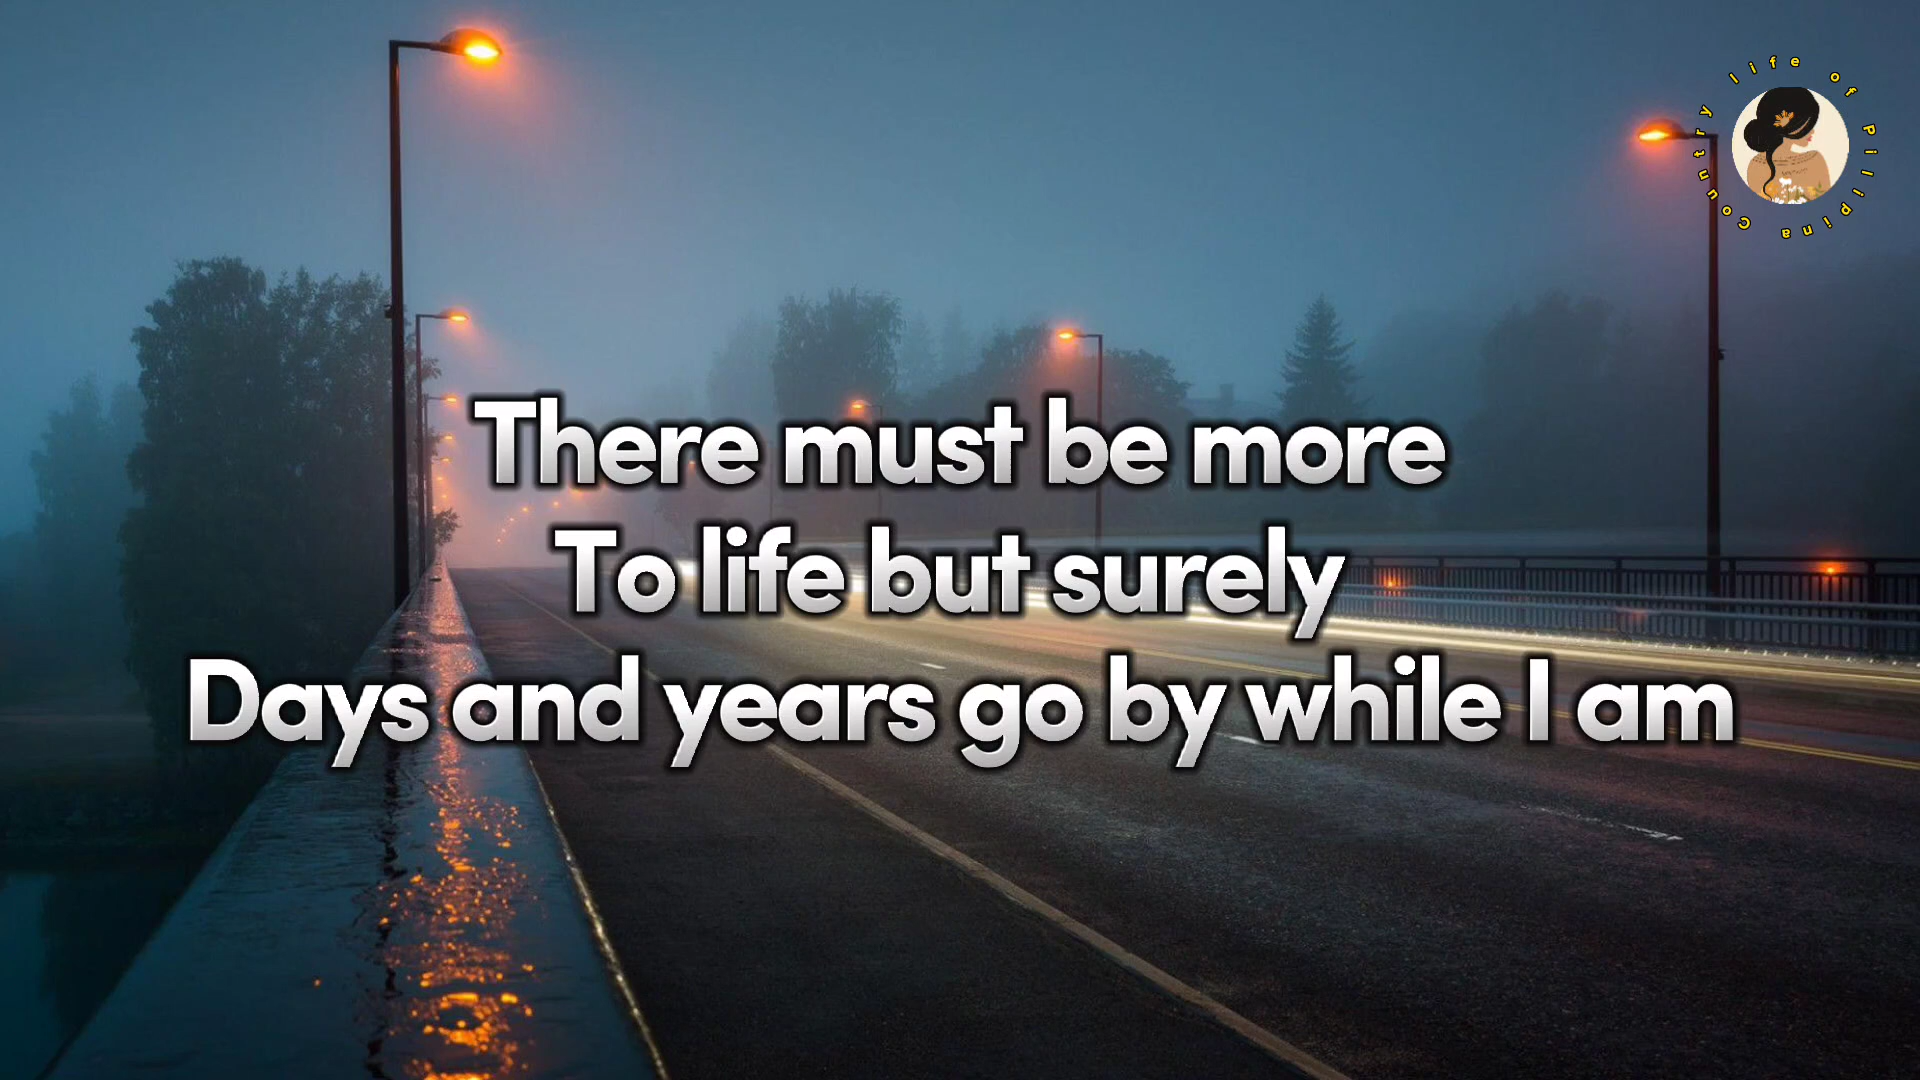 Country life of Pilipina
There must be more
To life but surely
Days and years go by while I am